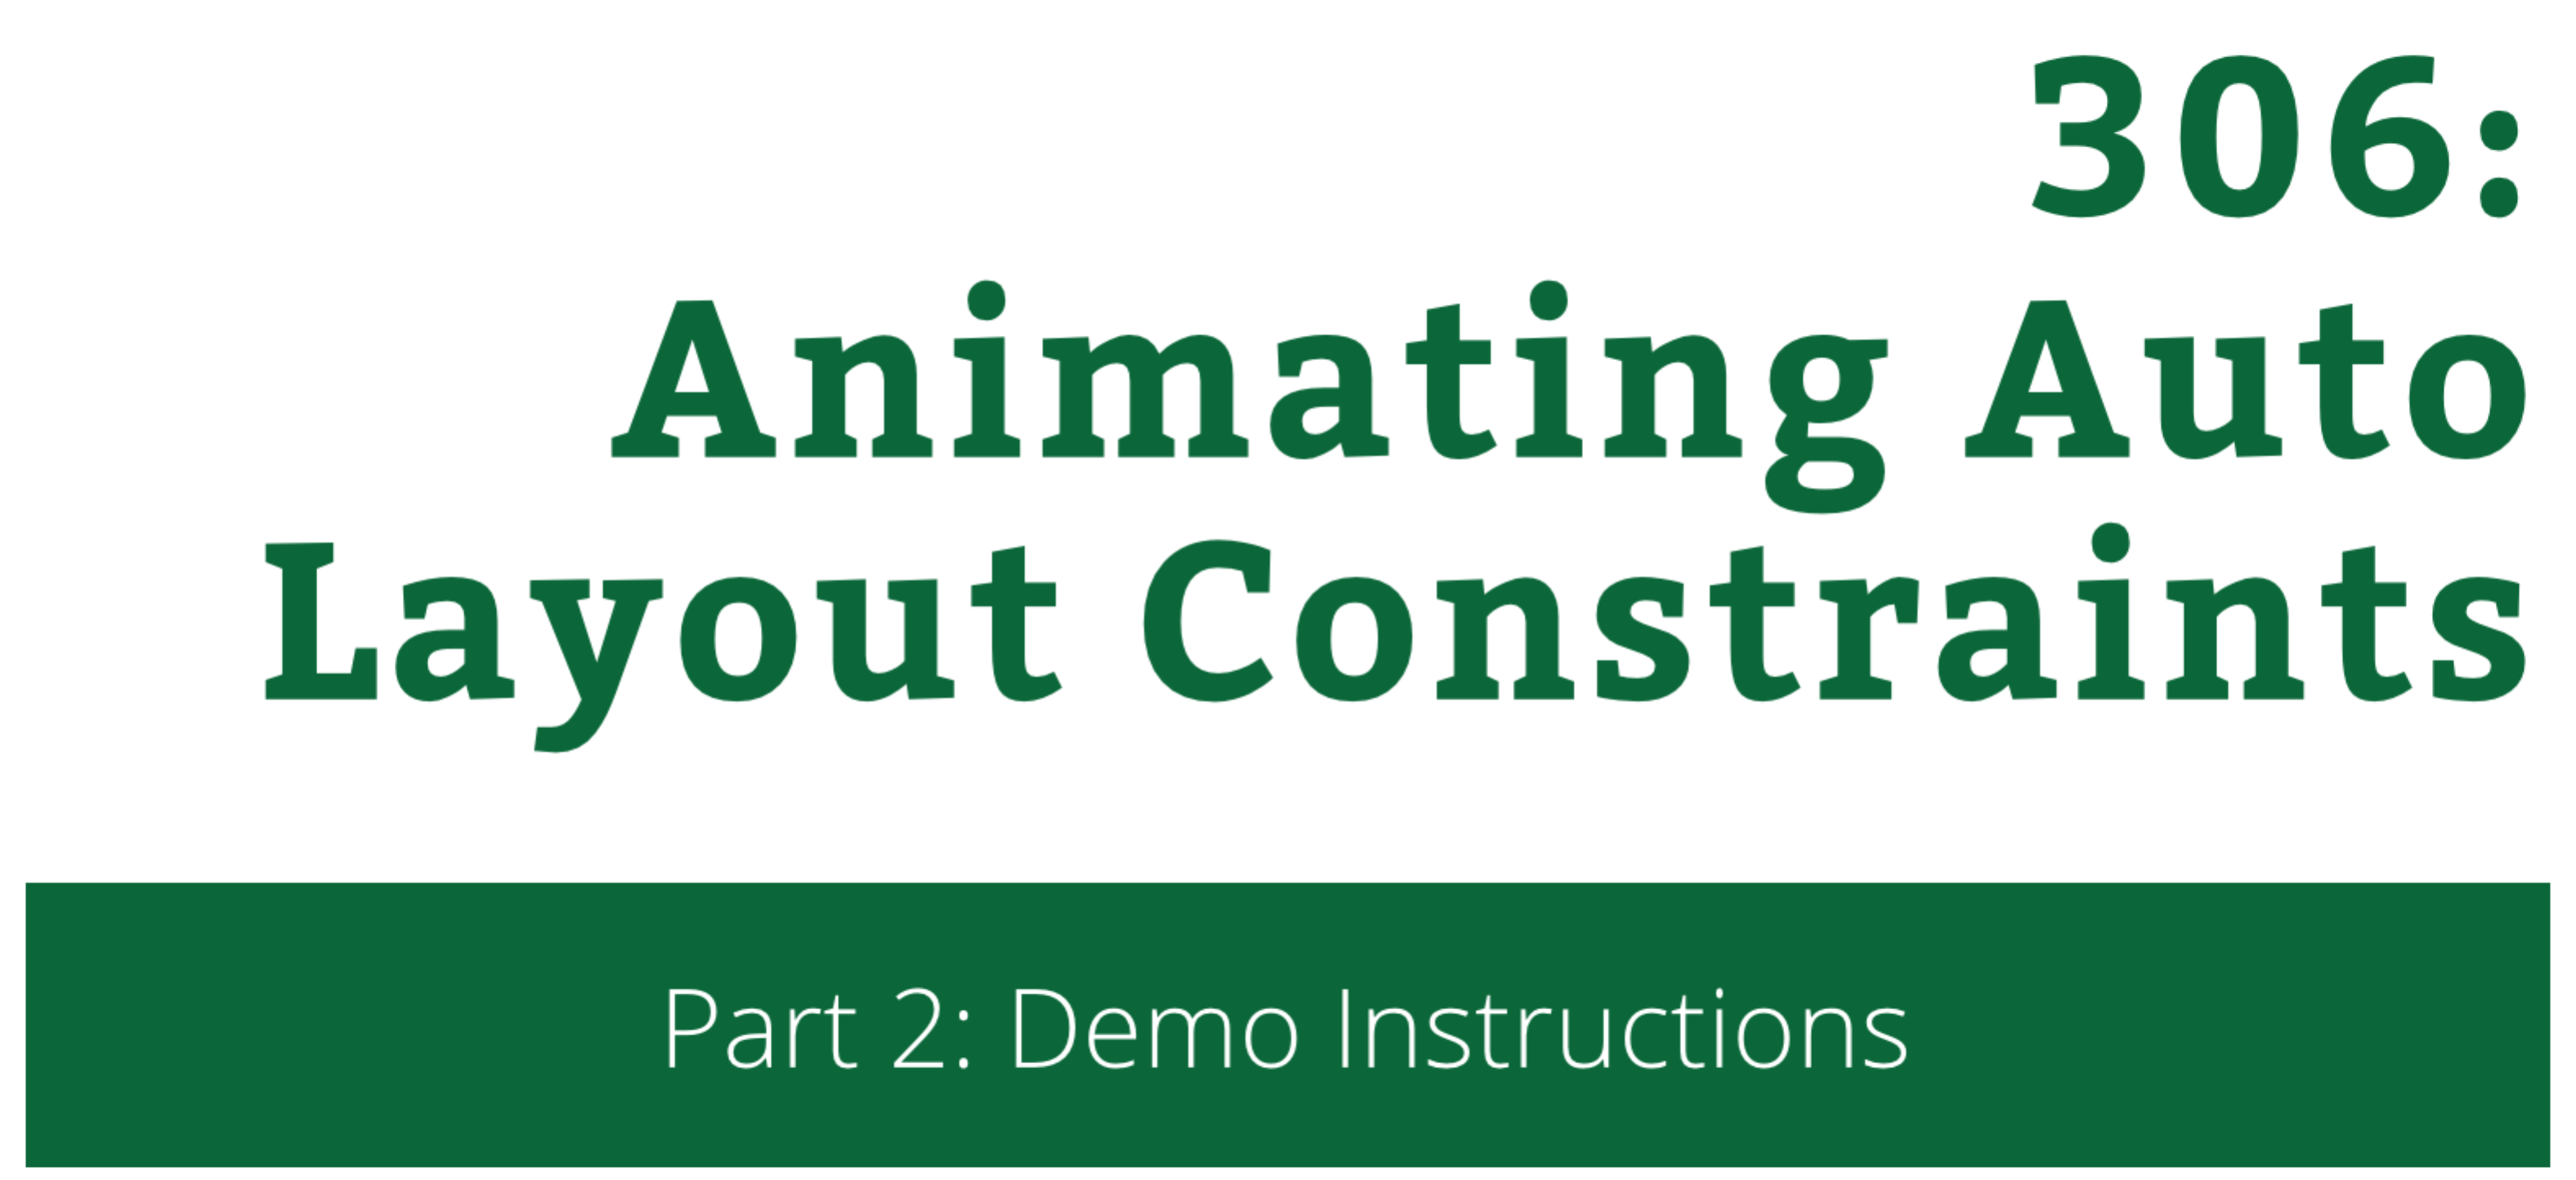 306:
Animating Auto
Layout Constraints
Part 2: Demo Instructions